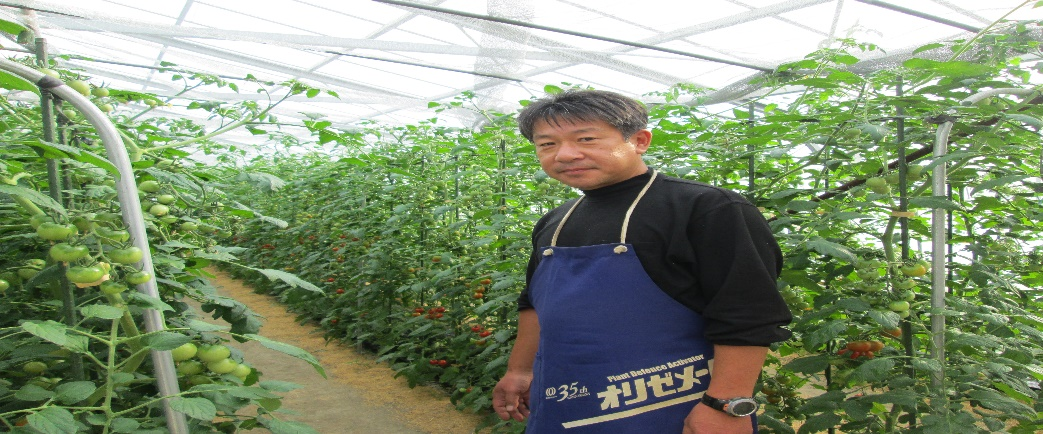 Plant Defence Activator
35th
オリゼメー